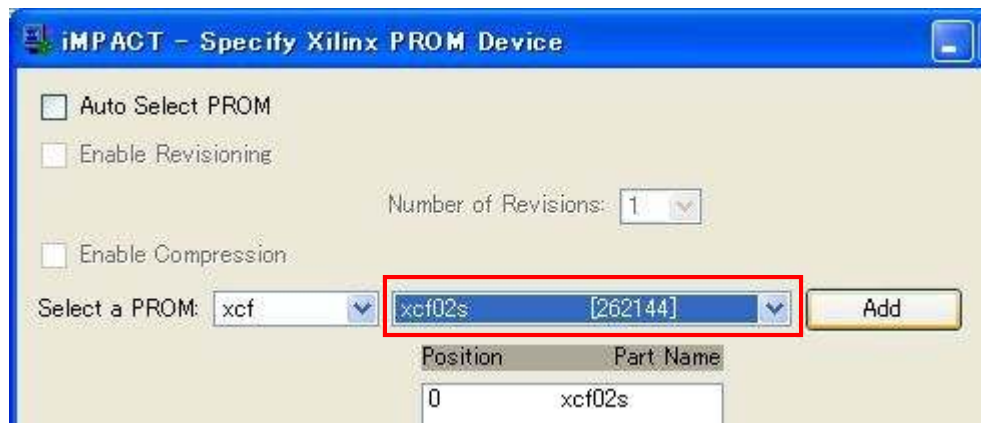 iMPACT - Specify Xilinx PROM Device
Auto Select PROM
Enable Revisioning
Number of Revisions: 1
Enable Compression
Select a PROM: xcf xcf02s [262144] Add
Position Part Name
0 xcf02s